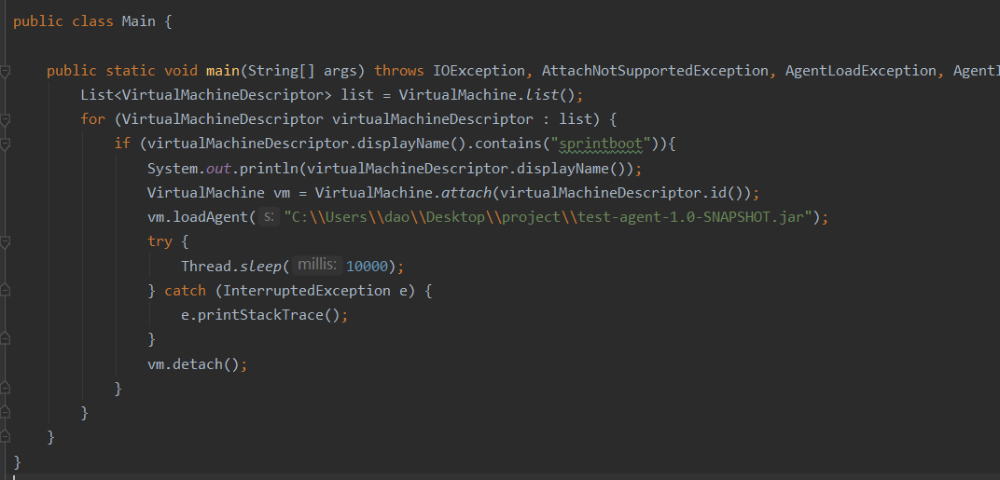 public class Main {
public static void main(String[] args) throws IOException, AttachNotSupportedException, AgentLoadException,
List<VirtualMachineDescriptor> list = VirtualMachine.list();
for (VirtualMachineDescriptor virtualMachineDescriptor : list) {
if (virtualMachineDescriptor.displayName().contains("sprintboot")){
System.out.println(virtualMachineDescriptor.displayName());
VirtualMachine vm = VirtualMachine.attach(virtualMachineDescriptor.id());
vm.loadAgent( s: "C:\\Users\\dao\\Desktop\\project\\test-agent-1.0-SNAPSHOT.jar");
try {
Thread.sleep( millis: 10000);
} catch (InterruptedException e) {
e.printStackTrace();
}
vm.detach();
}
}
}
}